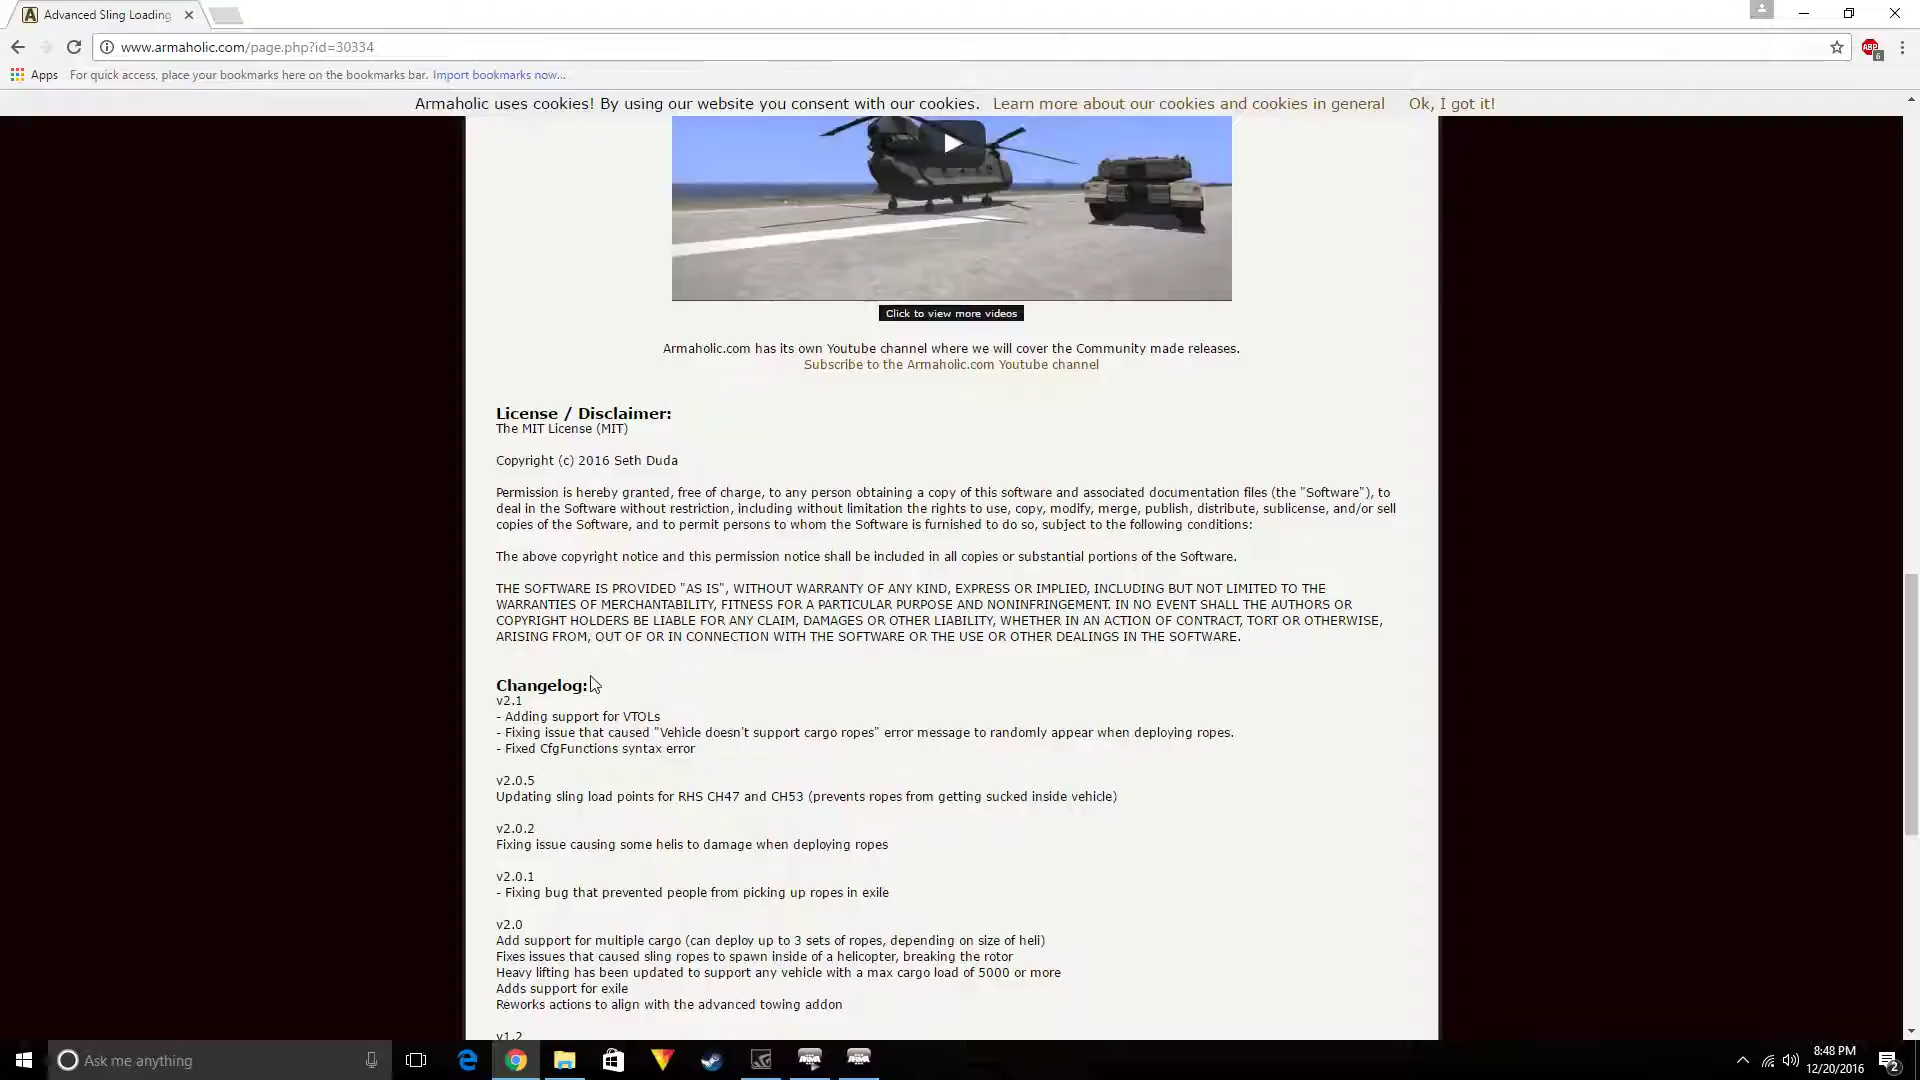 Advanced Sling Loading
www.armaholic.com/page.php?id=30334
ABP
6
Apps For quick access, place your bookmarks here on the bookmarks bar. Import bookmarks now...
Armaholic uses cookies! By using our website you consent with our cookies. Learn more about our cookies and cookies in general Ok, I got it!
Click to view more videos
Armaholic.com has its own Youtube channel where we will cover the Community made releases.
Subscribe to the Armaholic.com Youtube channel
License / Disclaimer:
The MIT License (MIT)
Copyright (c) 2016 Seth Duda
Permission is hereby granted, free of charge, to any person obtaining a copy of this software and associated documentation files (the "Software"), to
deal in the Software without restriction, including without limitation the rights to use, copy, modify, merge, publish, distribute, sublicense, and/or sell
copies of the Software, and to permit persons to whom the Software is furnished to do so, subject to the following conditions:
The above copyright notice and this permission notice shall be included in all copies or substantial portions of the Software.
THE SOFTWARE IS PROVIDED "AS IS", WITHOUT WARRANTY OF ANY KIND, EXPRESS OR IMPLIED, INCLUDING BUT NOT LIMITED TO THE
WARRANTIES OF MERCHANTABILITY, FITNESS FOR A PARTICULAR PURPOSE AND NONINFRINGEMENT. IN NO EVENT SHALL THE AUTHORS OR
COPYRIGHT HOLDERS BE LIABLE FOR ANY CLAIM, DAMAGES OR OTHER LIABILITY, WHETHER IN AN ACTION OF CONTRACT, TORT OR OTHERWISE,
ARISING FROM, OUT OF OR IN CONNECTION WITH THE SOFTWARE OR THE USE OR OTHER DEALINGS IN THE SOFTWARE.
Changelog:
v2.1
- Adding support for VTOLs
- Fixing issue that caused "Vehicle doesn't support cargo ropes" error message to randomly appear when deploying ropes.
- Fixed CfgFunctions syntax error
v2.0.5
Updating sling load points for RHS CH47 and CH53 (prevents ropes from getting sucked inside vehicle)
v2.0.2
Fixing issue causing some helis to damage when deploying ropes
v2.0.1
- Fixing bug that prevented people from picking up ropes in exile
v2.0
Add support for multiple cargo (can deploy up to 3 sets of ropes, depending on size of heli)
Fixes issues that caused sling ropes to spawn inside of a helicopter, breaking the rotor
Heavy lifting has been updated to support any vehicle with a max cargo load of 5000 or more
Adds support for exile
Reworks actions to align with the advanced towing addon
v1.2
Ask me anything
8:48 PM
12/20/2016
2